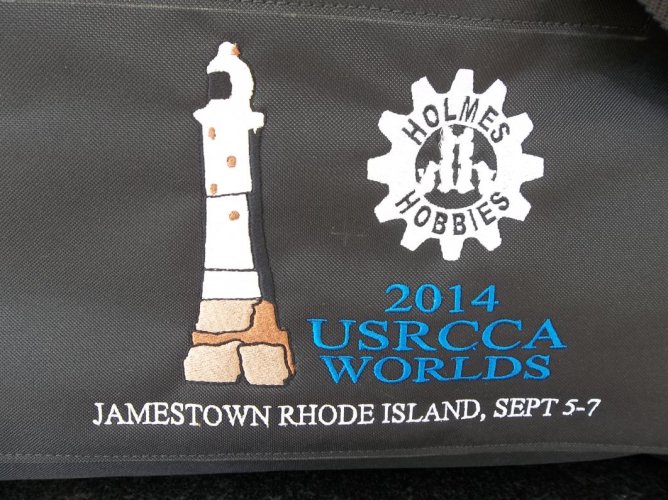 HOLMES
HOBBIES
2014
USRCCA
WORLDS
JAMESTOWN RHODE ISLAND, SEPT 5-7